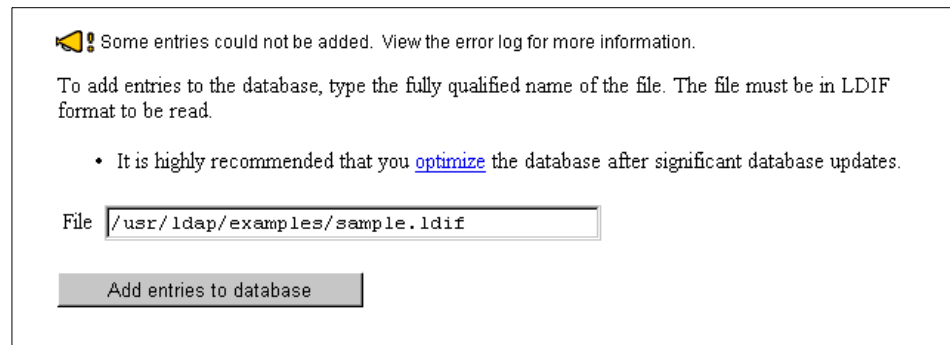 Some entries could not be added. View the error log for more information.
To add entries to the database, type the fully qualified name of the file. The file must be in LDIF
format to be read.
• It is highly recommended that you optimize the database after significant database updates.
File /usr/ldap/examples/sample.ldif
Add entries to database